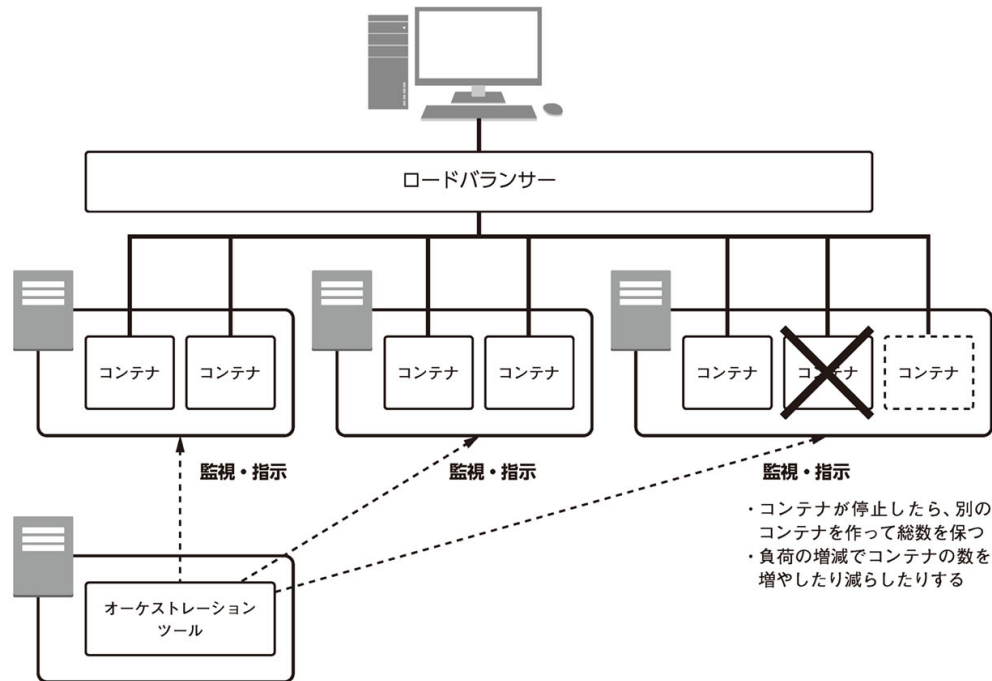 ロードバランサー
コンテナ
コンテナ
コンテナ
コンテナ
コンテナ
コンテナ
コンテナ
監視・指示
監視・指示
監視・指示
・コンテナが停止したら、別の
コンテナを作って総数を保つ
・負荷の増減でコンテナの数を
増やしたり減らしたりする
オーケストレーション
ツール